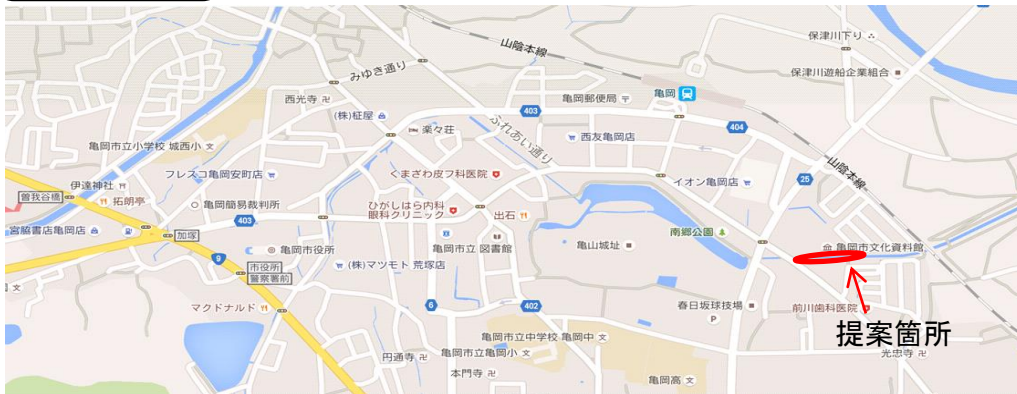 保津川下り
山陰本線
みゆき通り
保津川遊船企業組合
西光寺
亀岡郵便局
亀岡
(株)柾屋
403
楽々荘
ふれあい通り
404
西友亀岡店
亀岡市立小学校 城西小
山陰本線
フレスコ亀岡安町店
くまざわ皮フ科医院
イオン亀岡店
25
伊達神社
曽我谷橋
拓朗亭
亀岡簡易裁判所
ひがしはら内科
眼科クリニック
出石
403
宮脇書店亀岡店
加塚
南郷公園
亀岡市役所
亀岡市立 図書館
亀山城址
亀岡市文化資料館
9
市役所
警察署前
(株)マツモト 荒塚店
文
マクドナルド
6
402
春日坂球技場
P
前川歯科医院
提案箇所
亀岡市立中学校 亀岡中
円通寺
亀岡市立亀岡小
光忠寺
本門寺
亀岡高